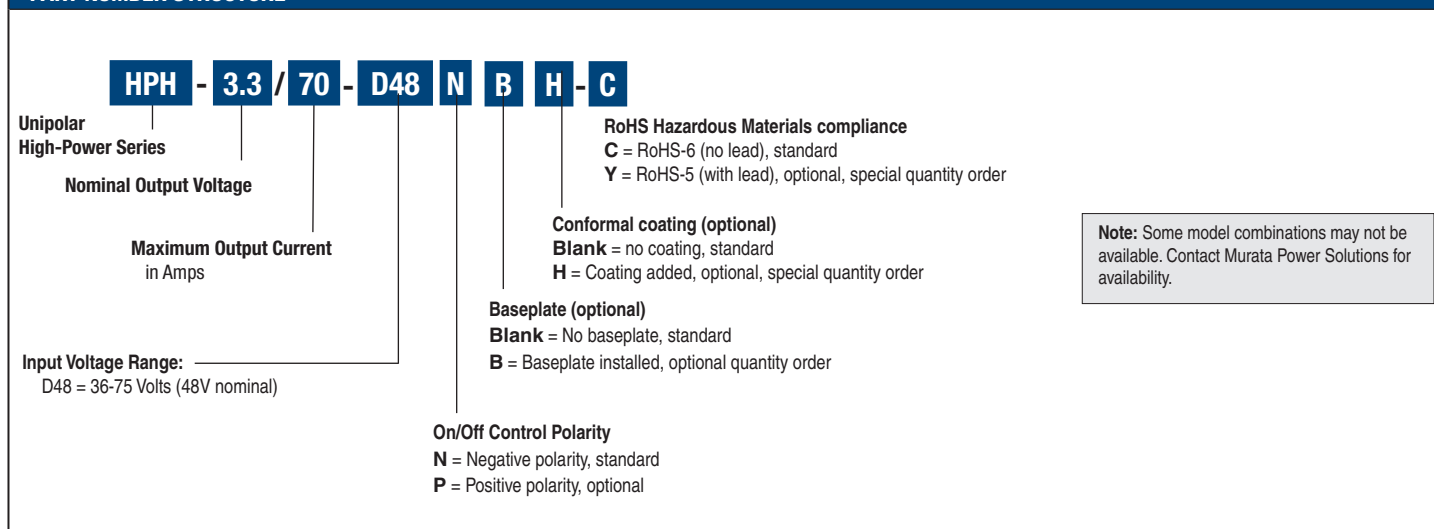 PART NUMBER STRUCTURE
HPH - 3.3 / 70 - D48 N B H - C
Unipolar
High-Power Series
Nominal Output Voltage
Maximum Output Current
in Amps
Input Voltage Range:
D48 = 36-75 Volts (48V nominal)
RoHS Hazardous Materials compliance
C = RoHS-6 (no lead), standard
Y = RoHS-5 (with lead), optional, special quantity order
Conformal coating (optional)
Blank = no coating, standard
H = Coating added, optional, special quantity order
Baseplate (optional)
Blank = No baseplate, standard
B = Baseplate installed, optional quantity order
On/Off Control Polarity
N = Negative polarity, standard
P = Positive polarity, optional
Note: Some model combinations may not be
available. Contact Murata Power Solutions for
availability.